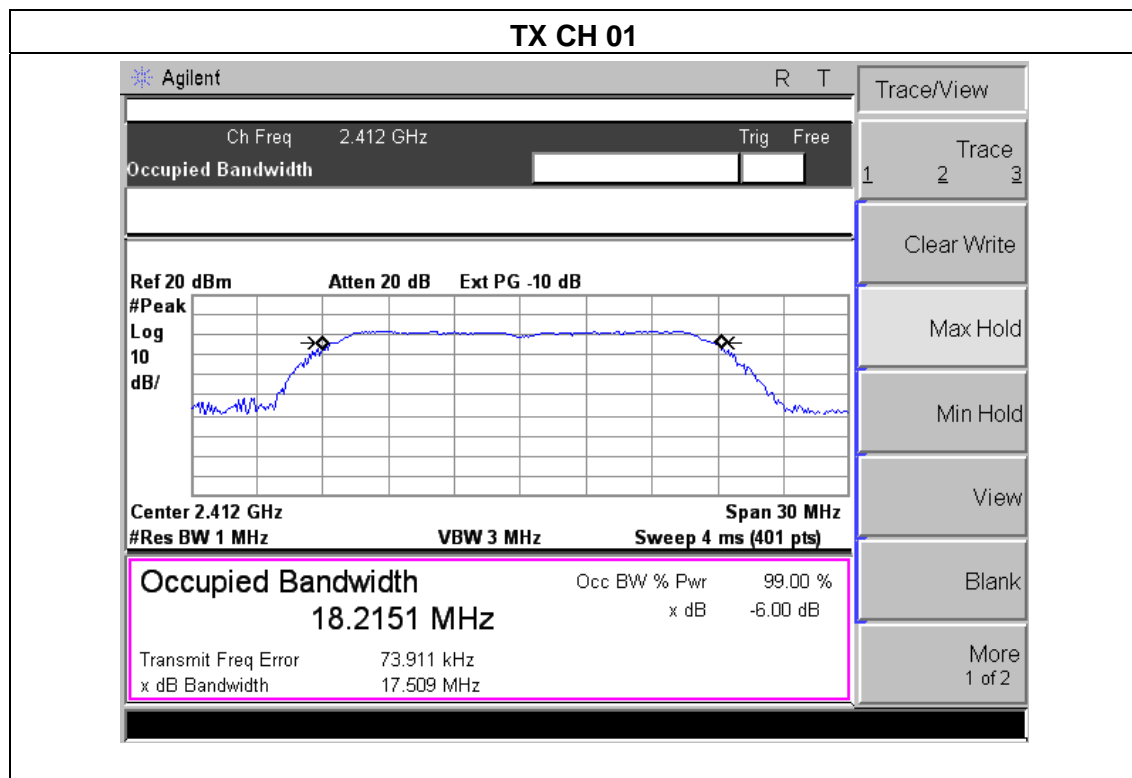 TX CH 01
Agilent R T
Trace/View
Ch Freq 2.412 GHz Trig Free
Occupied Bandwidth
Trace
1 2 3
Clear Write
Ref 20 dBm Atten 20 dB Ext PG -10 dB
#Peak
Log
10
dB/
Max Hold
Min Hold
View
Center 2.412 GHz Span 30 MHz
#Res BW 1 MHz VBW 3 MHz Sweep 4 ms (401 pts)
Occupied Bandwidth
18.2151 MHz
Occ BW % Pwr 99.00 %
x dB -6.00 dB
Transmit Freq Error 73.911 kHz
x dB Bandwidth 17.509 MHz
Blank
More
1 of 2